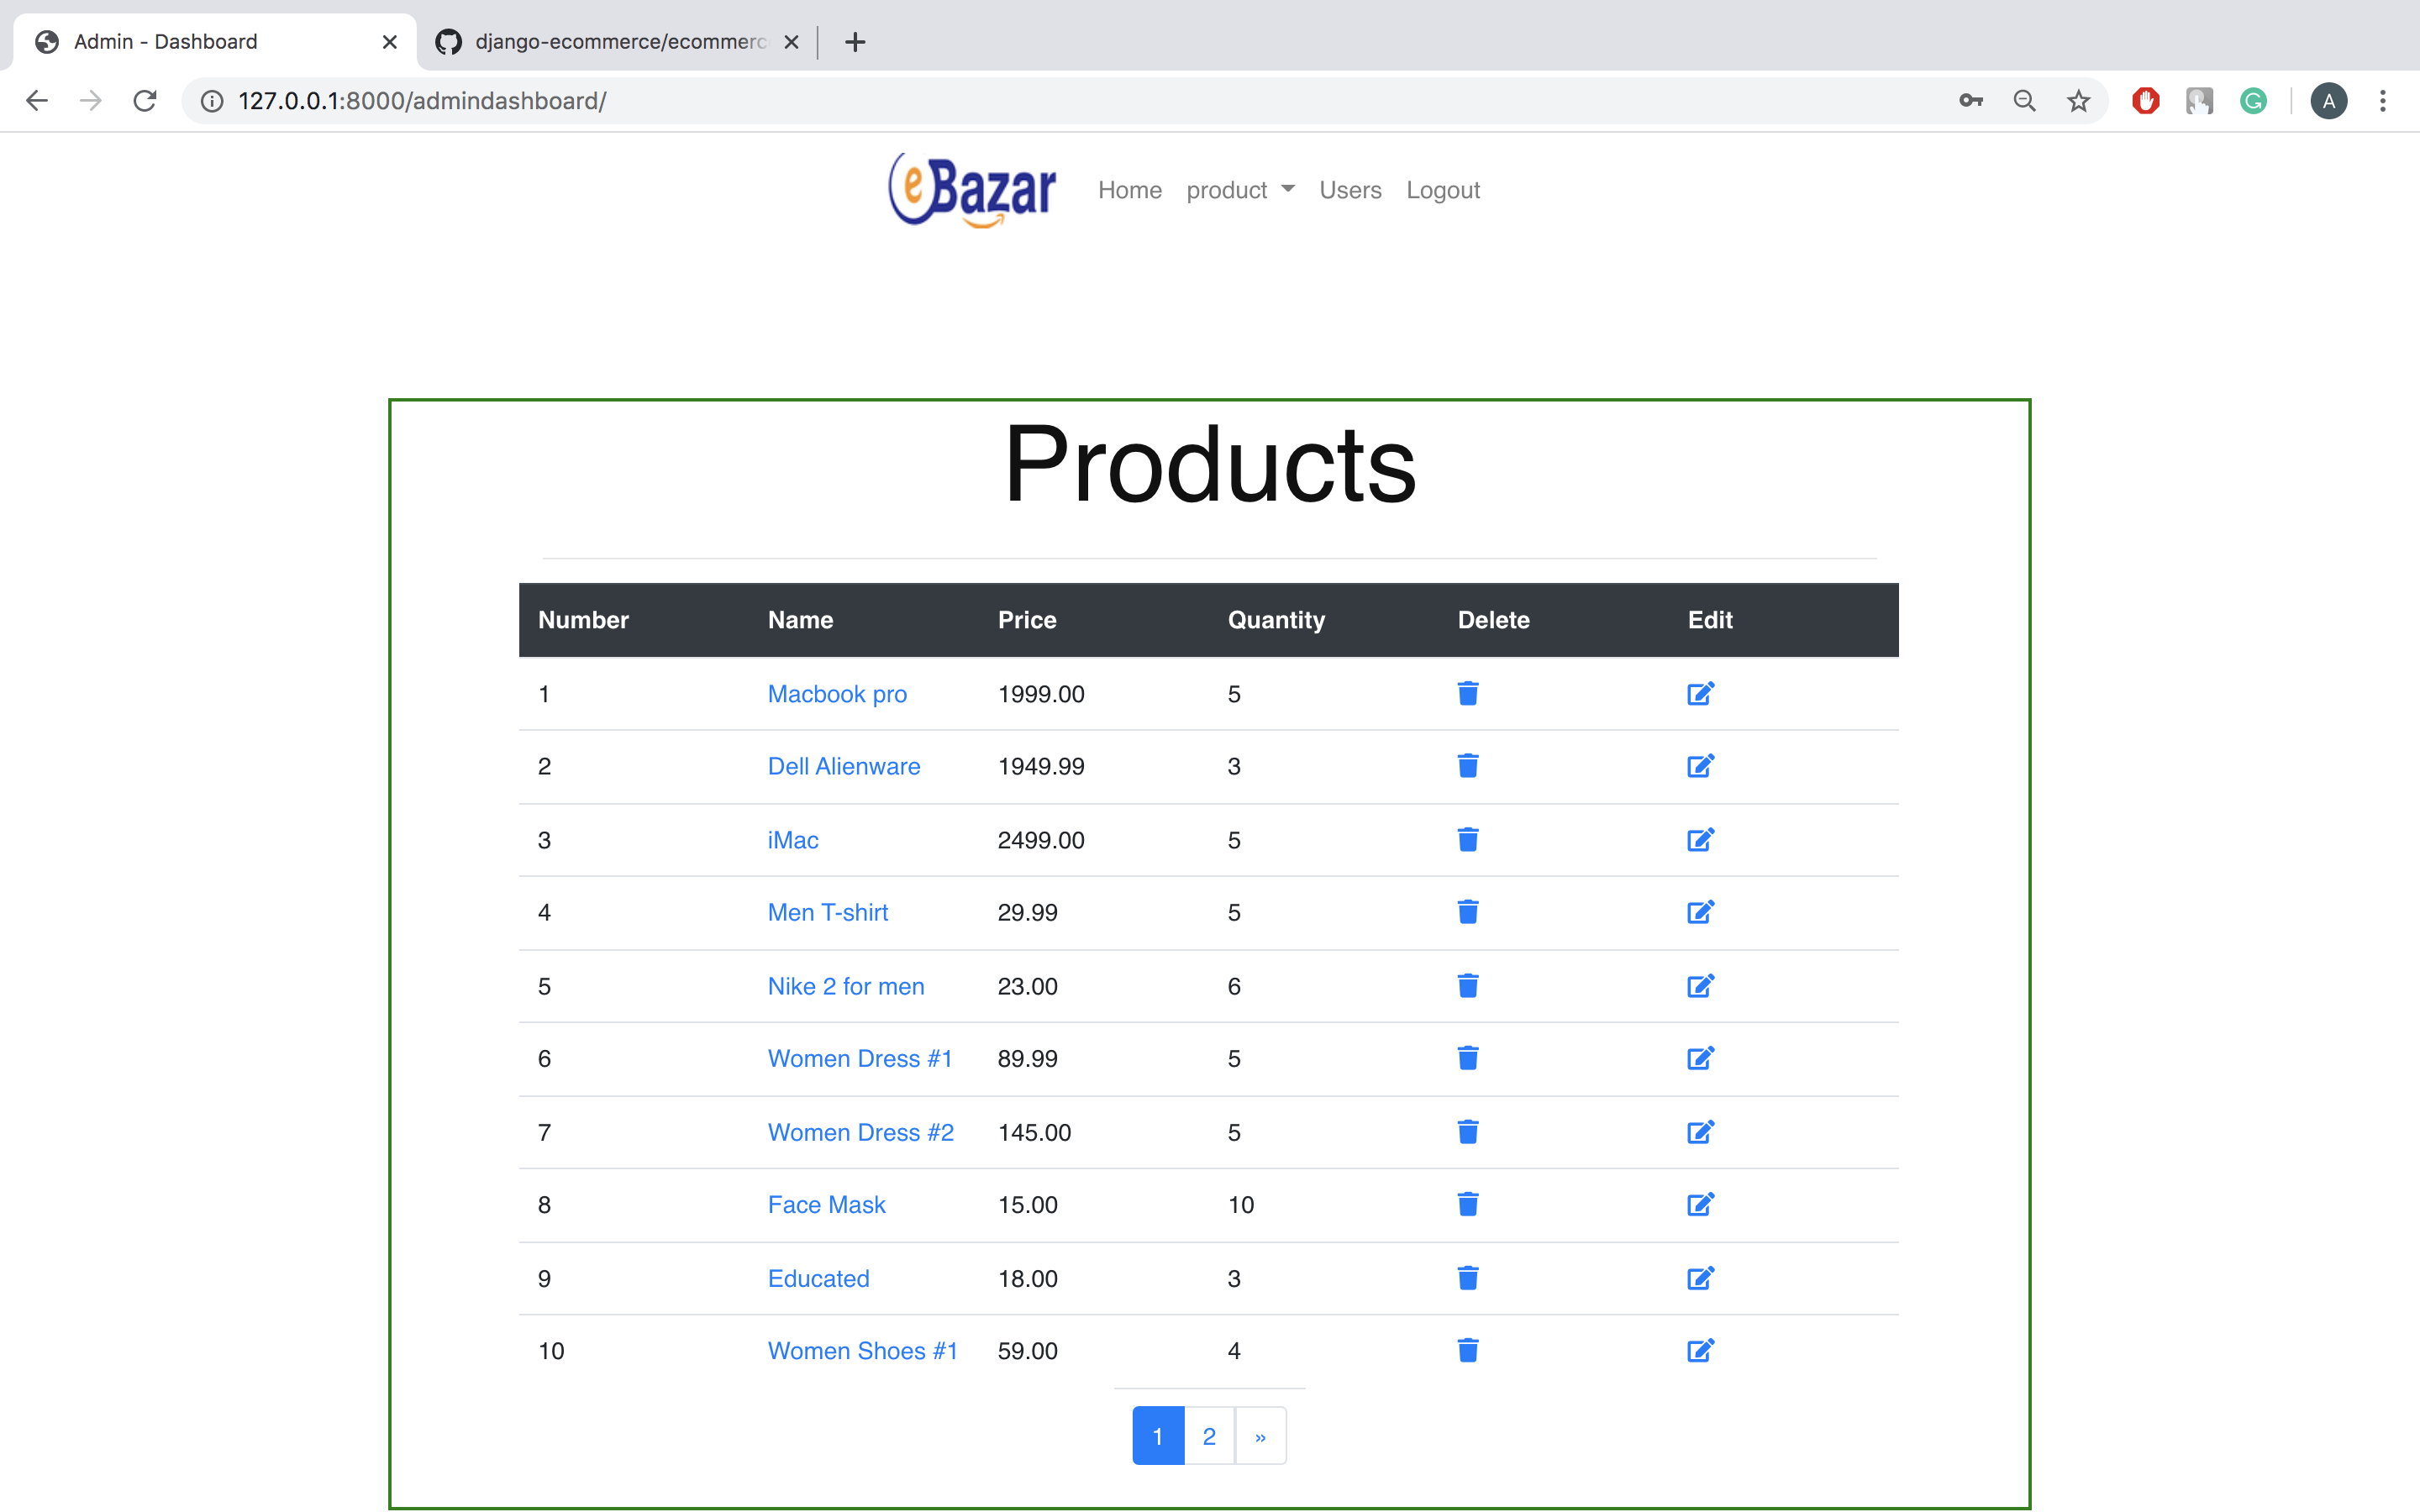 Admin - Dashboard
django-ecommerce/ecommerc
127.0.0.1:8000/admindashboard/
A
eBazar
Home product Users Logout
Products
Number Name Price Quantity Delete Edit
1 Macbook pro 1999.00 5
2 Dell Alienware 1949.99 3
3 iMac 2499.00 5
4 Men T-shirt 29.99 5
5 Nike 2 for men 23.00 6
6 Women Dress #1 89.99 5
7 Women Dress #2 145.00 5
8 Face Mask 15.00 10
9 Educated 18.00 3
10 Women Shoes #1 59.00 4
1 2 »